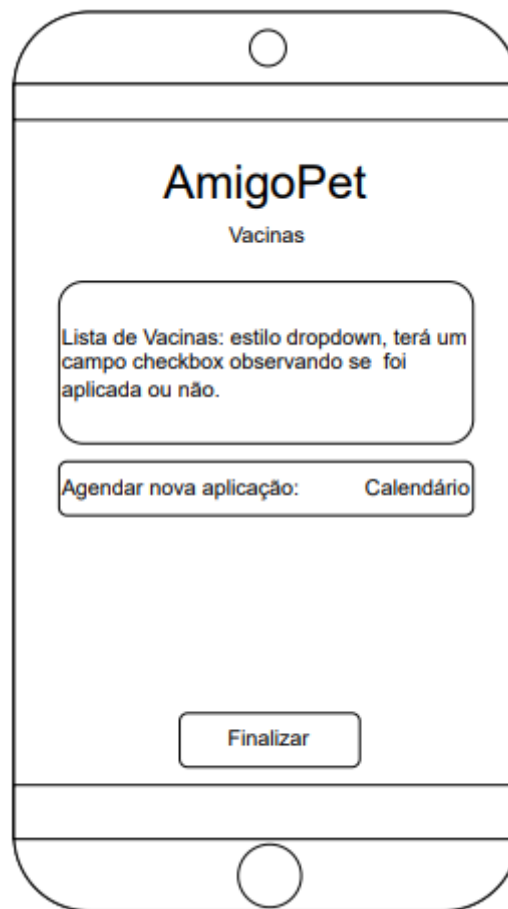 AmigoPet
Vacinas
Lista de Vacinas: estilo dropdown, terá um
campo checkbox observando se foi
aplicada ou não.
Agendar nova aplicação: Calendário
Finalizar